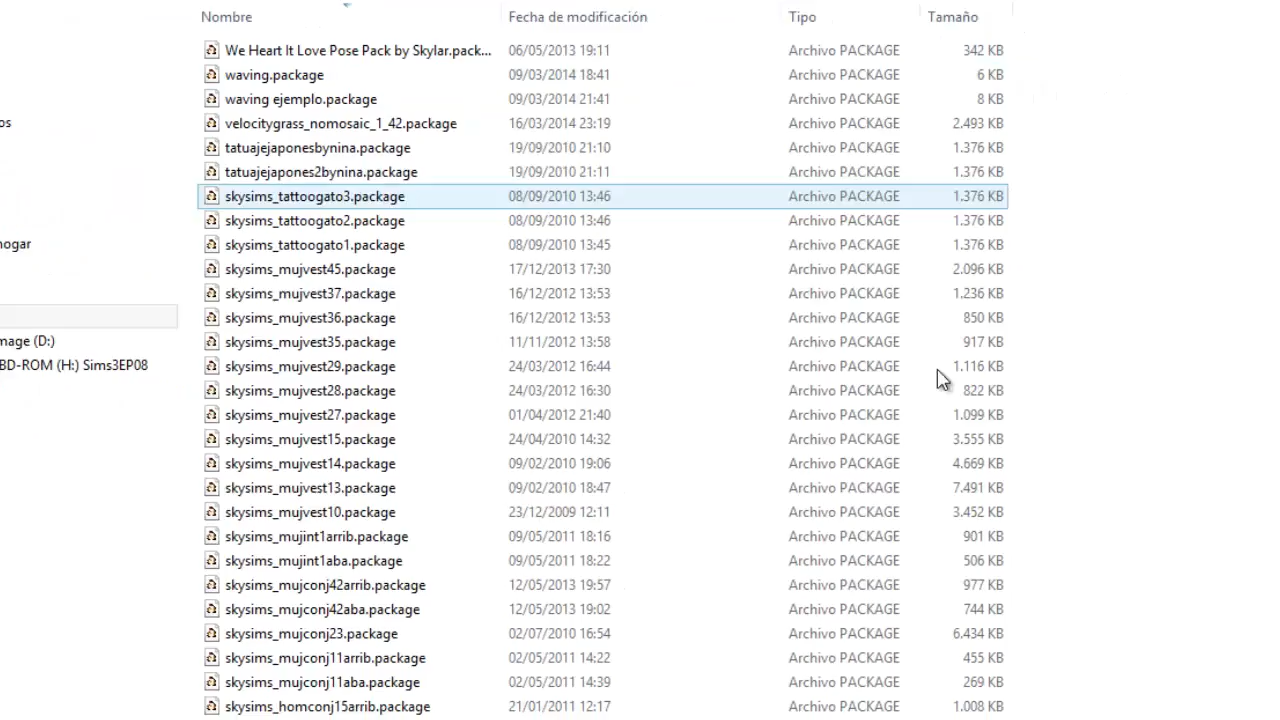 Nombre Fecha de modificación Tipo Tamaño
We Heart It Love Pose Pack by Skylar.pack... 06/05/2013 19:11 Archivo PACKAGE 342 KB
waving.package 09/03/2014 18:41 Archivo PACKAGE 6 KB
waving ejemplo.package 09/03/2014 21:41 Archivo PACKAGE 8 KB
os velocitygrass_nomosaic_1_42.package 16/03/2014 23:19 Archivo PACKAGE 2.493 KB
tatuajejaponesbynina.package 19/09/2010 21:10 Archivo PACKAGE 1.376 KB
tatuajejapones2bynina.package 19/09/2010 21:11 Archivo PACKAGE 1.376 KB
skysims_tattoogato3.package 08/09/2010 13:46 Archivo PACKAGE 1.376 KB
skysims_tattoogato2.package 08/09/2010 13:46 Archivo PACKAGE 1.376 KB
hogar skysims_tattoogato1.package 08/09/2010 13:45 Archivo PACKAGE 1.376 KB
skysims_mujvest45.package 17/12/2013 17:30 Archivo PACKAGE 2.096 KB
skysims_mujvest37.package 16/12/2012 13:53 Archivo PACKAGE 1.236 KB
skysims_mujvest36.package 16/12/2012 13:53 Archivo PACKAGE 850 KB
mage (D:) skysims_mujvest35.package 11/11/2012 13:58 Archivo PACKAGE 917 KB
BD-ROM (H:) Sims3EP08 skysims_mujvest29.package 24/03/2012 16:44 Archivo PACKAGE 1.116 KB
skysims_mujvest28.package 24/03/2012 16:30 Archivo PACKAGE 822 KB
skysims_mujvest27.package 01/04/2012 21:40 Archivo PACKAGE 1.099 KB
skysims_mujvest15.package 24/04/2010 14:32 Archivo PACKAGE 3.555 KB
skysims_mujvest14.package 09/02/2010 19:06 Archivo PACKAGE 4.669 KB
skysims_mujvest13.package 09/02/2010 18:47 Archivo PACKAGE 7.491 KB
skysims_mujvest10.package 23/12/2009 12:11 Archivo PACKAGE 3.452 KB
skysims_mujint1arrib.package 09/05/2011 18:16 Archivo PACKAGE 901 KB
skysims_mujint1aba.package 09/05/2011 18:22 Archivo PACKAGE 506 KB
skysims_mujconj42arrib.package 12/05/2013 19:57 Archivo PACKAGE 977 KB
skysims_mujconj42aba.package 12/05/2013 19:02 Archivo PACKAGE 744 KB
skysims_mujconj23.package 02/07/2010 16:54 Archivo PACKAGE 6.434 KB
skysims_mujconj11arrib.package 02/05/2011 14:22 Archivo PACKAGE 455 KB
skysims_mujconj11aba.package 02/05/2011 14:39 Archivo PACKAGE 269 KB
skysims_homconj15arrib.package 21/01/2011 12:17 Archivo PACKAGE 1.008 KB